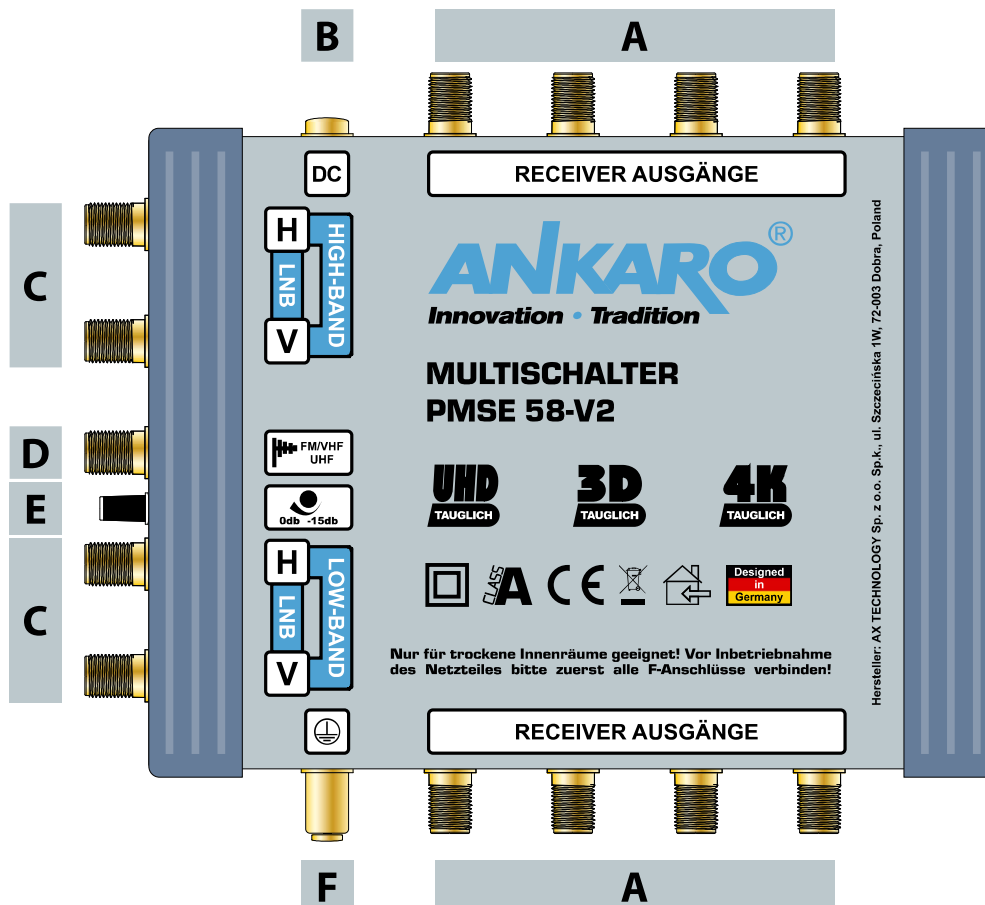 B
A
DC
RECEIVER AUSGÄNGE
C
H
LNB
V
HIGH-BAND
ANKARO®
Innovation • Tradition
MULTISCHALTER
PMSE 58-V2
D
FM/VHF
UHF
E
0db -15db
UHD
TAUGLICH
3D
TAUGLICH
4K
TAUGLICH
C
H
LNB
V
LOW-BAND
CLASS A
CE
Designed
in
Germany
Nur für trockene Innenräume geeignet! Vor Inbetriebnahme
des Netzteiles bitte zuerst alle F-Anschlüsse verbinden!
Hersteller: AX TECHNOLOGY Sp. z o.o. Sp.k., ul. Szczecińska 1W, 72-003 Dobra, Poland
RECEIVER AUSGÄNGE
F
A